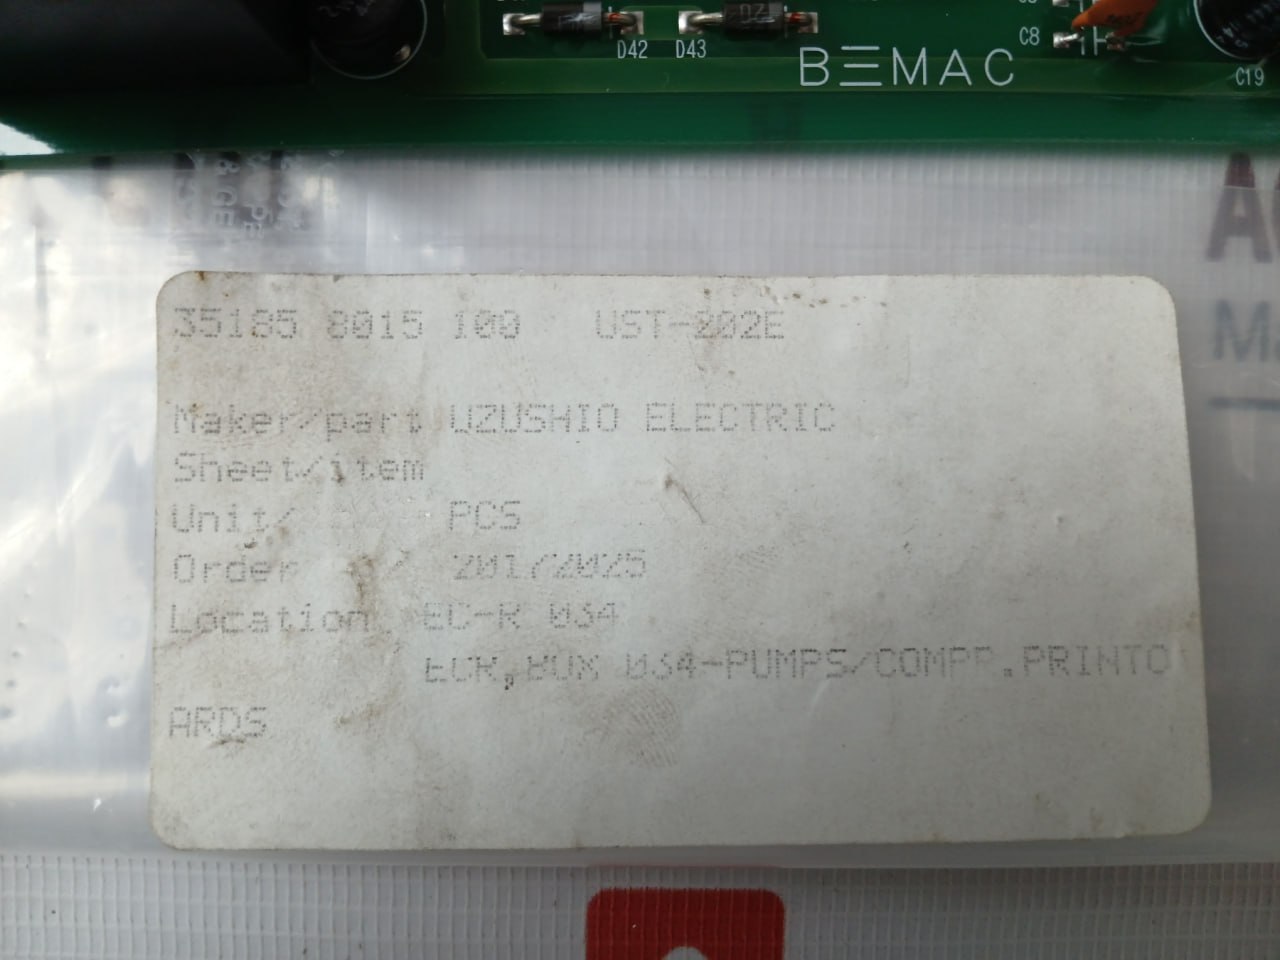 D42 D43 C8 C19
BEMAC
35185 8015 100 UST-202E
Maker/part UZUSHIO ELECTRIC
Sheet/item
Unit/ PCS
Order 201/2025
Location EC-R 034
ECR,BOX 034-PUMPS/COMPR.PRINTO
ARDS